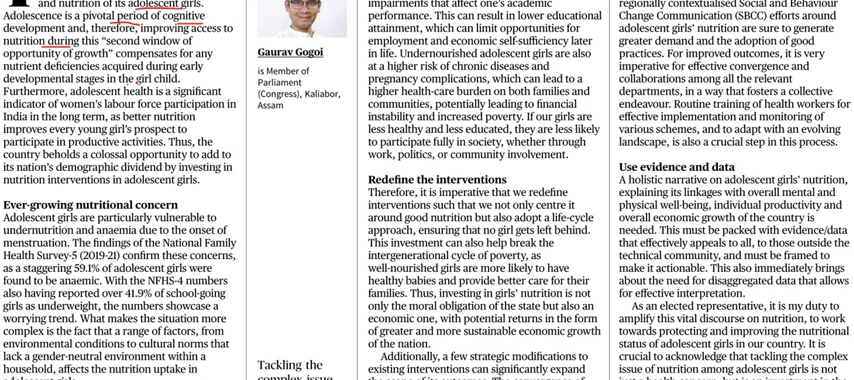 and nutrition of its adolescent girls.
Adolescence is a pivotal period of cognitive
development and, therefore, improving access to
nutrition during this “second window of
opportunity of growth” compensates for any
nutrient deficiencies acquired during early
developmental stages in the girl child.
Furthermore, adolescent health is a significant
indicator of women’s labour force participation in
India in the long term, as better nutrition
improves every young girl’s prospect to
participate in productive activities. Thus, the
country beholds a colossal opportunity to add to
its nation’s demographic dividend by investing in
nutrition interventions in adolescent girls.
Ever-growing nutritional concern
Adolescent girls are particularly vulnerable to
undernutrition and anaemia due to the onset of
menstruation. The findings of the National Family
Health Survey-5 (2019-21) confirm these concerns,
as a staggering 59.1% of adolescent girls were
found to be anaemic. With the NFHS-4 numbers
also having reported over 41.9% of school-going
girls as underweight, the numbers showcase a
worrying trend. What makes the situation more
complex is the fact that a range of factors, from
environmental conditions to cultural norms that
lack a gender-neutral environment within a
household, affects the nutrition uptake in
Gaurav Gogoi
is Member of
Parliament
(Congress), Kaliabor,
Assam
Tackling the
complex issue
impairments that affect one’s academic
performance. This can result in lower educational
attainment, which can limit opportunities for
employment and economic self-sufficiency later
in life. Undernourished adolescent girls are also
at a higher risk of chronic diseases and
pregnancy complications, which can lead to a
higher health-care burden on both families and
communities, potentially leading to financial
instability and increased poverty. If our girls are
less healthy and less educated, they are less likely
to participate fully in society, whether through
work, politics, or community involvement.
Redefine the interventions
Therefore, it is imperative that we redefine
interventions such that we not only centre it
around good nutrition but also adopt a life-cycle
approach, ensuring that no girl gets left behind.
This investment can also help break the
intergenerational cycle of poverty, as
well-nourished girls are more likely to have
healthy babies and provide better care for their
families. Thus, investing in girls’ nutrition is not
only the moral obligation of the state but also an
economic one, with potential returns in the form
of greater and more sustainable economic growth
of the nation.
Additionally, a few strategic modifications to
existing interventions can significantly expand
regionally contextualised Social and Behaviour
Change Communication (SBCC) efforts around
adolescent girls’ nutrition are sure to generate
greater demand and the adoption of good
practices. For improved outcomes, it is very
imperative for effective convergence and
collaborations among all the relevant
departments, in a way that fosters a collective
endeavour. Routine training of health workers for
effective implementation and monitoring of
various schemes, and to adapt with an evolving
landscape, is also a crucial step in this process.
Use evidence and data
A holistic narrative on adolescent girls’ nutrition,
explaining its linkages with overall mental and
physical well-being, individual productivity and
overall economic growth of the country is
needed. This must be packed with evidence/data
that effectively appeals to all, to those outside the
technical community, and must be framed to
make it actionable. This also immediately brings
about the need for disaggregated data that allows
for effective interpretation.
As an elected representative, it is my duty to
amplify this vital discourse on nutrition, to work
towards protecting and improving the nutritional
status of adolescent girls in our country. It is
crucial to acknowledge that tackling the complex
issue of nutrition among adolescent girls is not